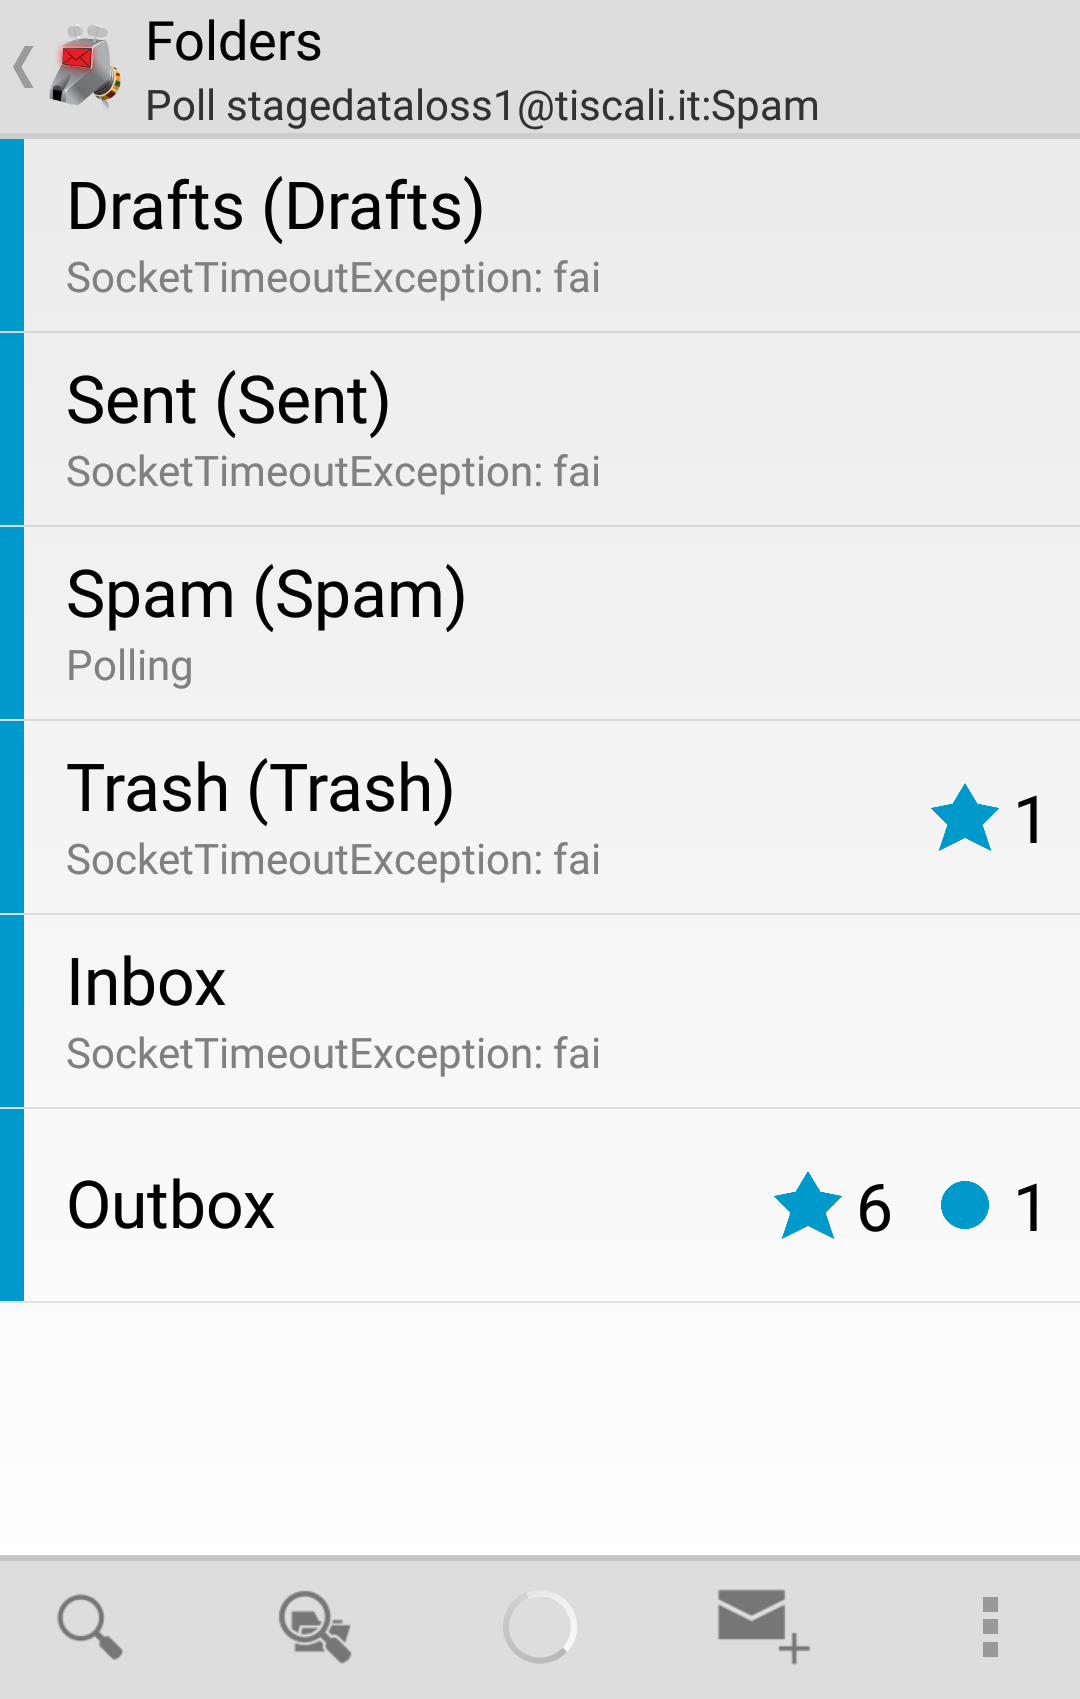 Folders
Poll stagedataloss1@tiscali.it:Spam
Drafts (Drafts)
SocketTimeoutException: fai
Sent (Sent)
SocketTimeoutException: fai
Spam (Spam)
Polling
Trash (Trash)
1
SocketTimeoutException: fai
Inbox
SocketTimeoutException: fai
Outbox 6 1